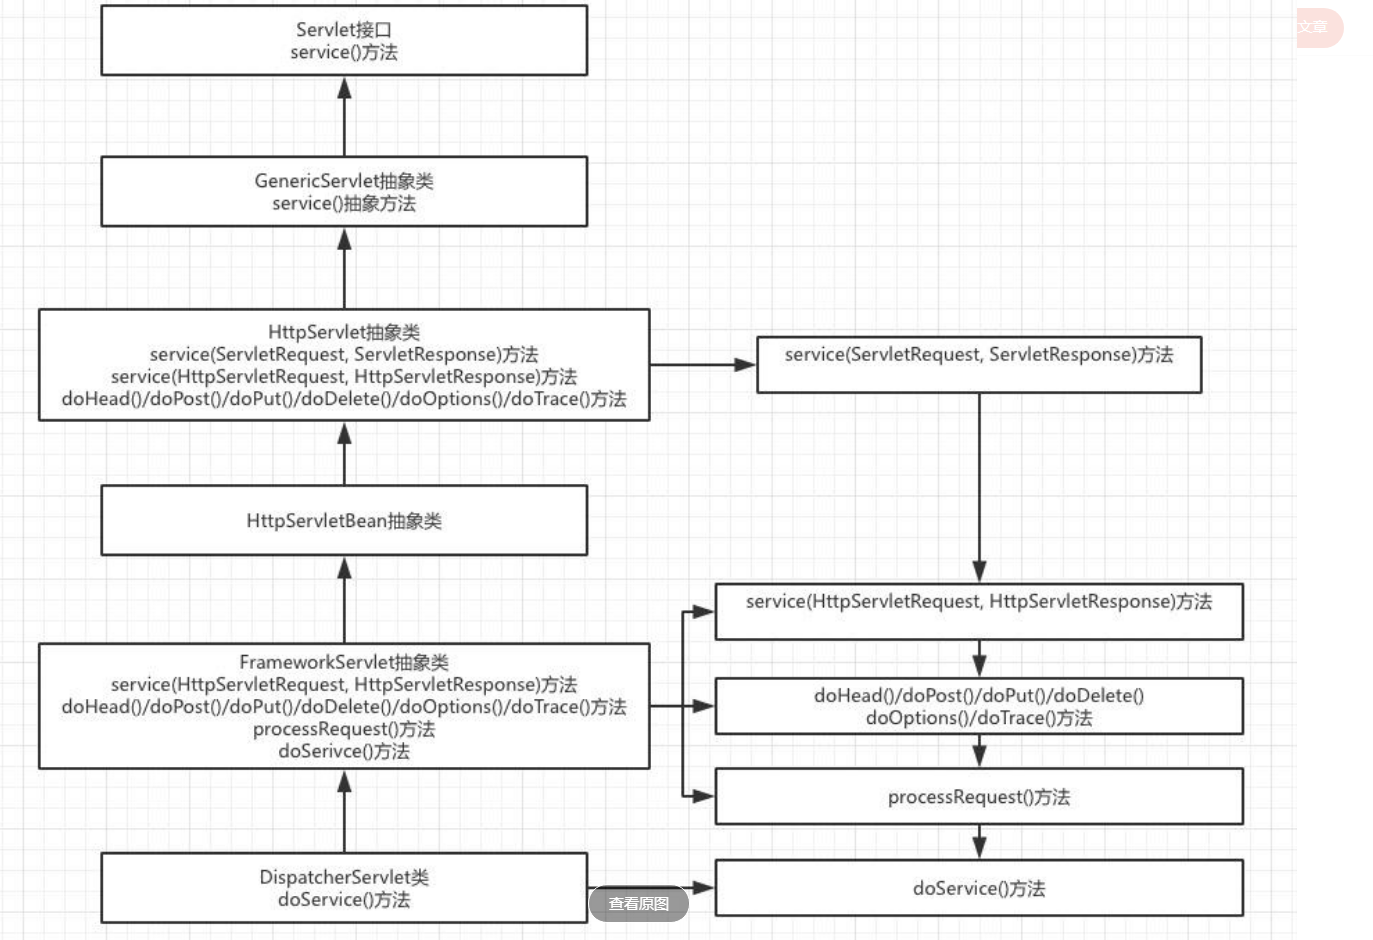 Servlet接口
service()方法
文章
GenericServlet抽象类
service()抽象方法
HttpServlet抽象类
service(ServletRequest, ServletResponse)方法
service(HttpServletRequest, HttpServletResponse)方法
doHead()/doPost()/doPut()/doDelete()/doOptions()/doTrace()方法
service(ServletRequest, ServletResponse)方法
HttpServletBean抽象类
service(HttpServletRequest, HttpServletResponse)方法
FrameworkServlet抽象类
service(HttpServletRequest, HttpServletResponse)方法
doHead()/doPost()/doPut()/doDelete()/doOptions()/doTrace()方法
processRequest()方法
doSerivce()方法
doHead()/doPost()/doPut()/doDelete()
doOptions()/doTrace()方法
processRequest()方法
DispatcherServlet类
doService()方法
doService()方法
查看原图